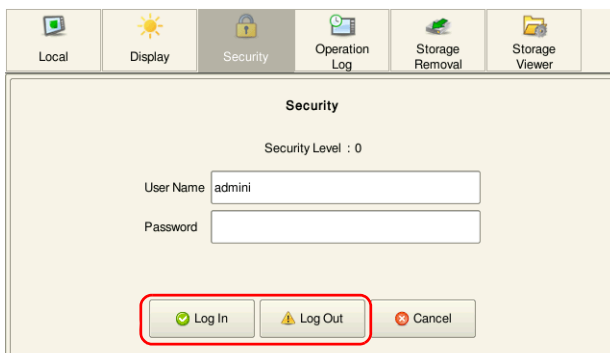 Local
Display
Security
Operation
Log
Storage
Removal
Storage
Viewer
Security
Security Level : 0
User Name admini
Password
Log In Log Out Cancel